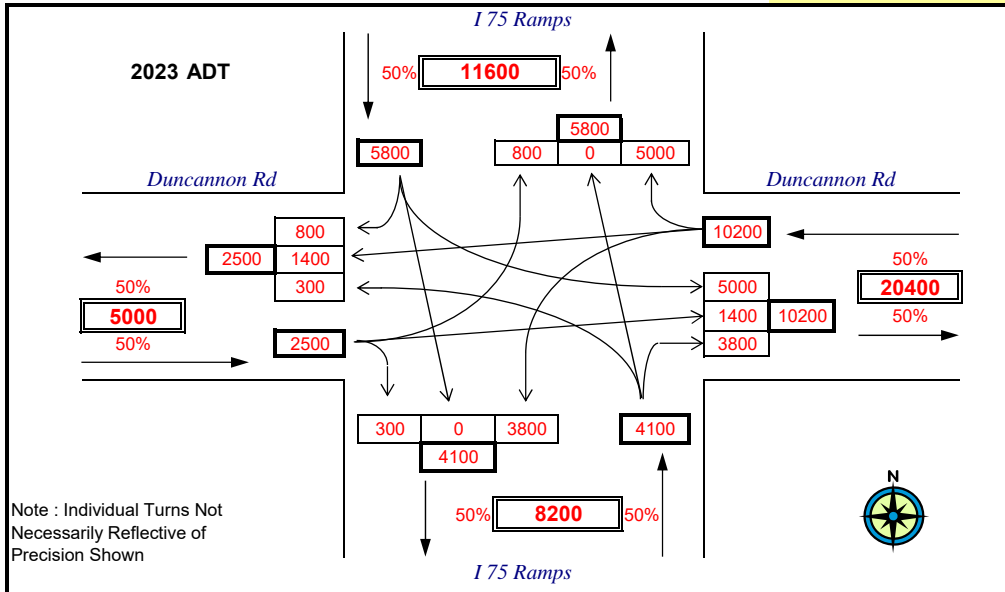 I 75 Ramps
2023 ADT
50% 11600 50%
5800
5800
800 0 5000
Duncannon Rd
Duncannon Rd
800
10200
2500 1400
50%
300
5000
20400
50%
1400 10200
5000
50%
2500
3800
50%
300 0 3800
4100
4100
N
Note : Individual Turns Not
Necessarily Reflective of
Precision Shown
50% 8200 50%
I 75 Ramps